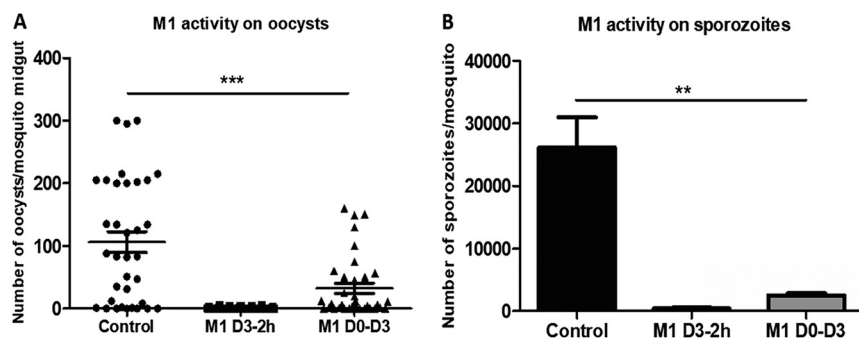 A
M1 activity on oocysts
Number of oocysts/mosquito midgut
400
300
200
100
0
***
Control
M1 D3-2h
M1 D0-D3
B
M1 activity on sporozoites
Number of sporozoites/mosquito
40000
30000
20000
10000
0
**
Control
M1 D3-2h
M1 D0-D3